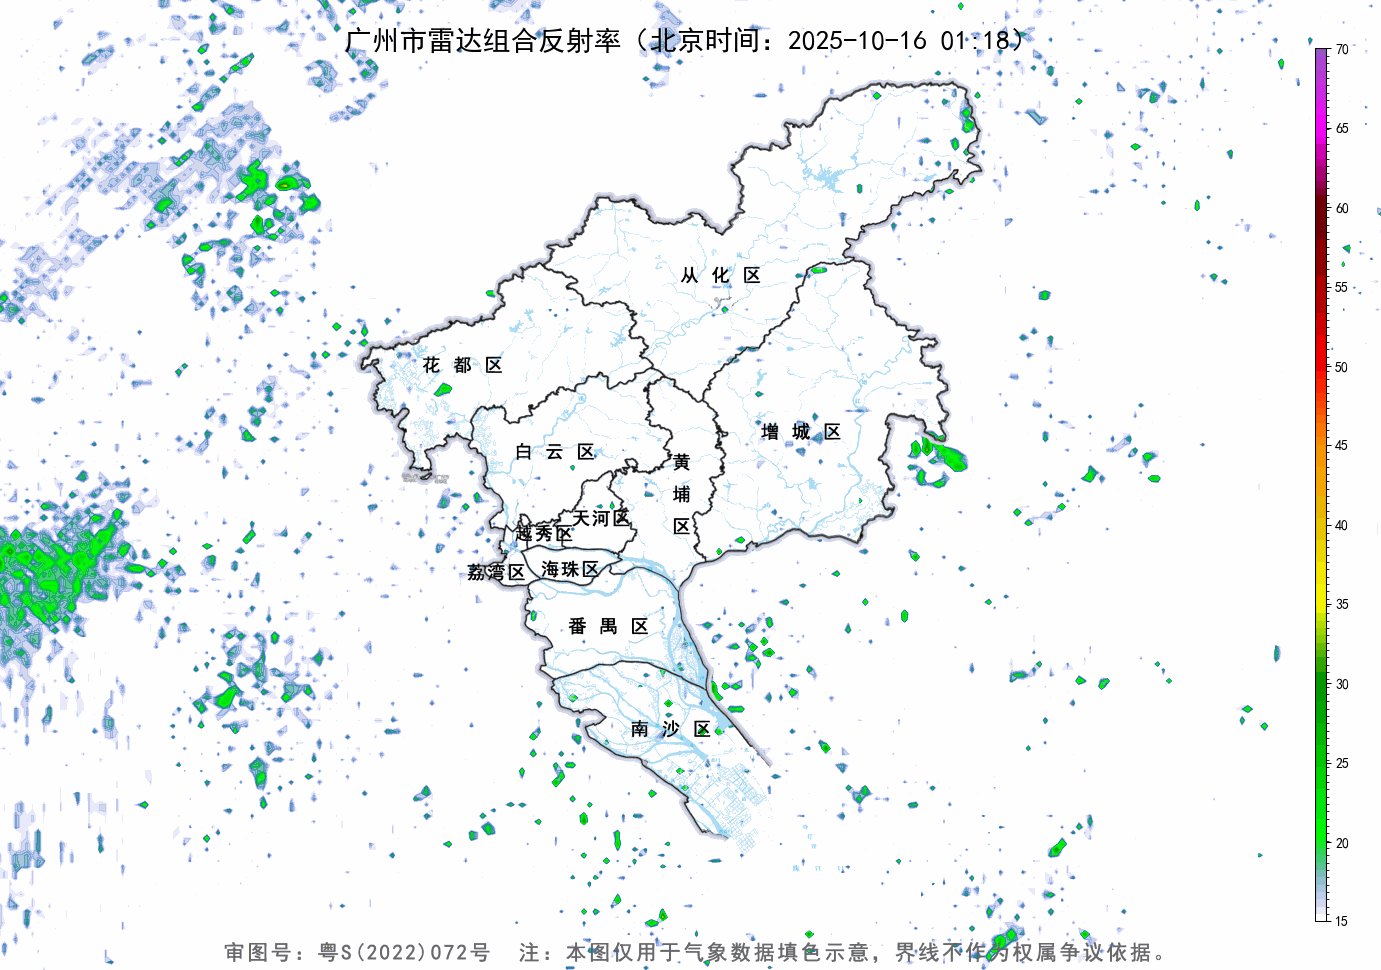 广州市雷达组合反射率（北京时间：2025-10-16 01:18）
70
65
60
55
50
45
40
35
30
25
20
15
从化区
花都区
增城区
白云区
黄埔区
天河区
越秀区
海珠区
荔湾区
番禺区
南沙区
审图号：粤S(2022)072号 注：本图仅用于气象数据填色示意，界线不作为权属争议依据。